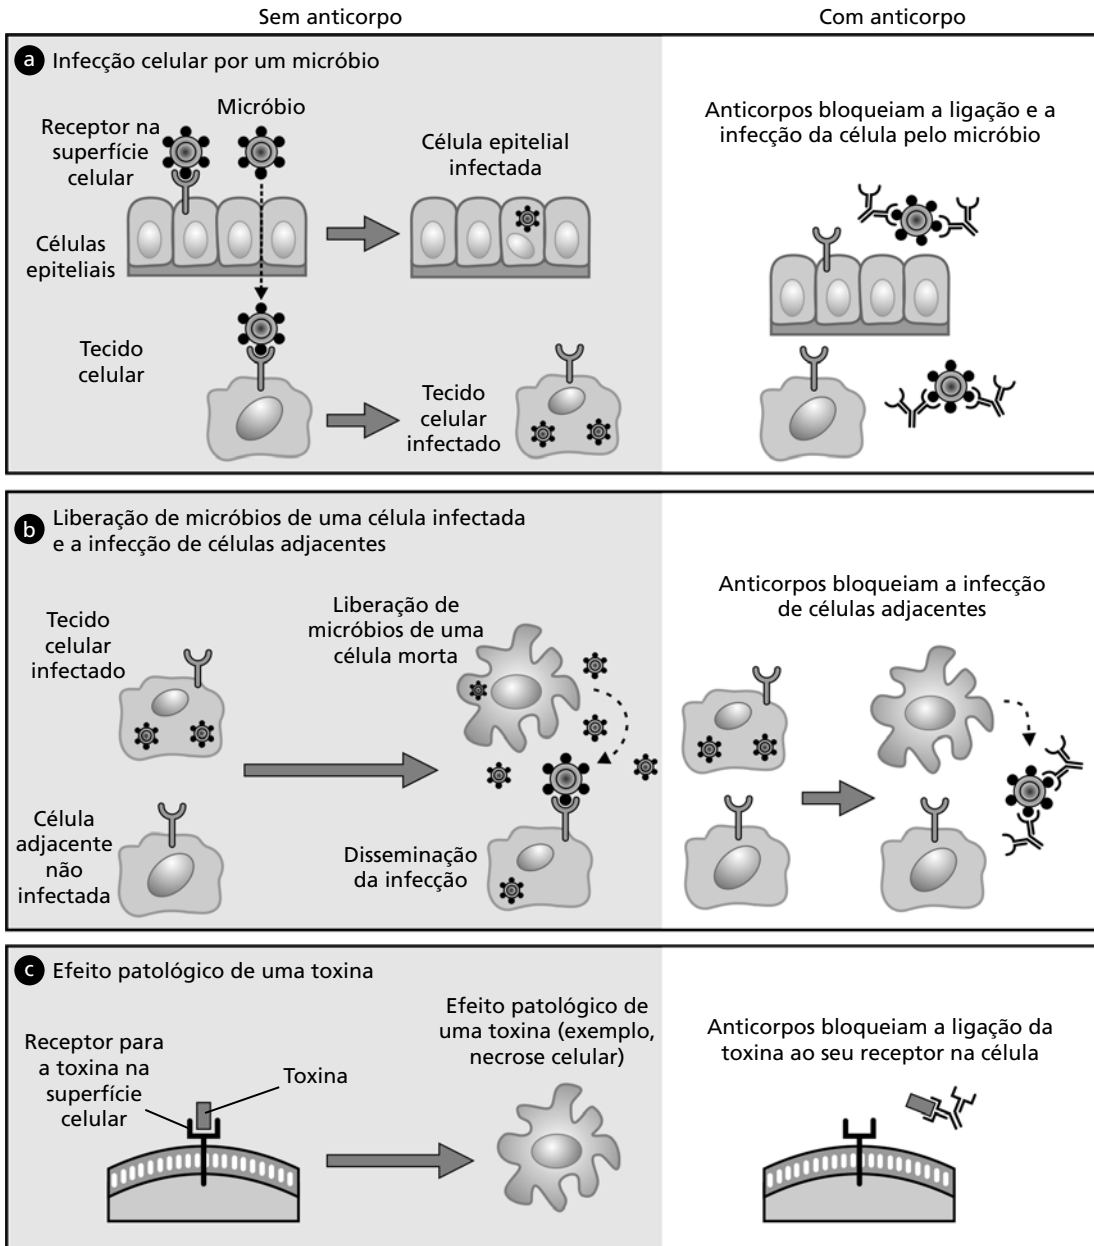 Sem anticorpo
Com anticorpo
a Infecção celular por um micróbio
Micróbio
Receptor na
superfície
celular
Células
epiteliais
Célula epitelial
infectada
Tecido
celular
Tecido
celular
infectado
Anticorpos bloqueiam a ligação e a
infecção da célula pelo micróbio
b Liberação de micróbios de uma célula infectada
e a infecção de células adjacentes
Tecido
celular
infectado
Liberação de
micróbios de uma
célula morta
Célula
adjacente
não
infectada
Disseminação
da infecção
Anticorpos bloqueiam a infecção
de células adjacentes
c Efeito patológico de uma toxina
Receptor para
a toxina na
superfície
celular
Toxina
Efeito patológico de
uma toxina (exemplo,
necrose celular)
Anticorpos bloqueiam a ligação da
toxina ao seu receptor na célula